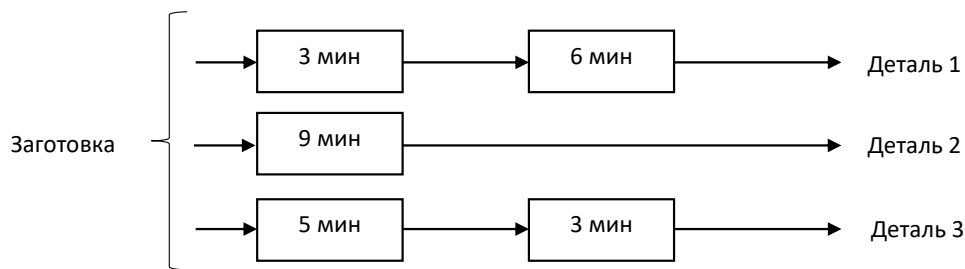 3 мин 6 мин Деталь 1
Заготовка 9 мин Деталь 2
5 мин 3 мин Деталь 3